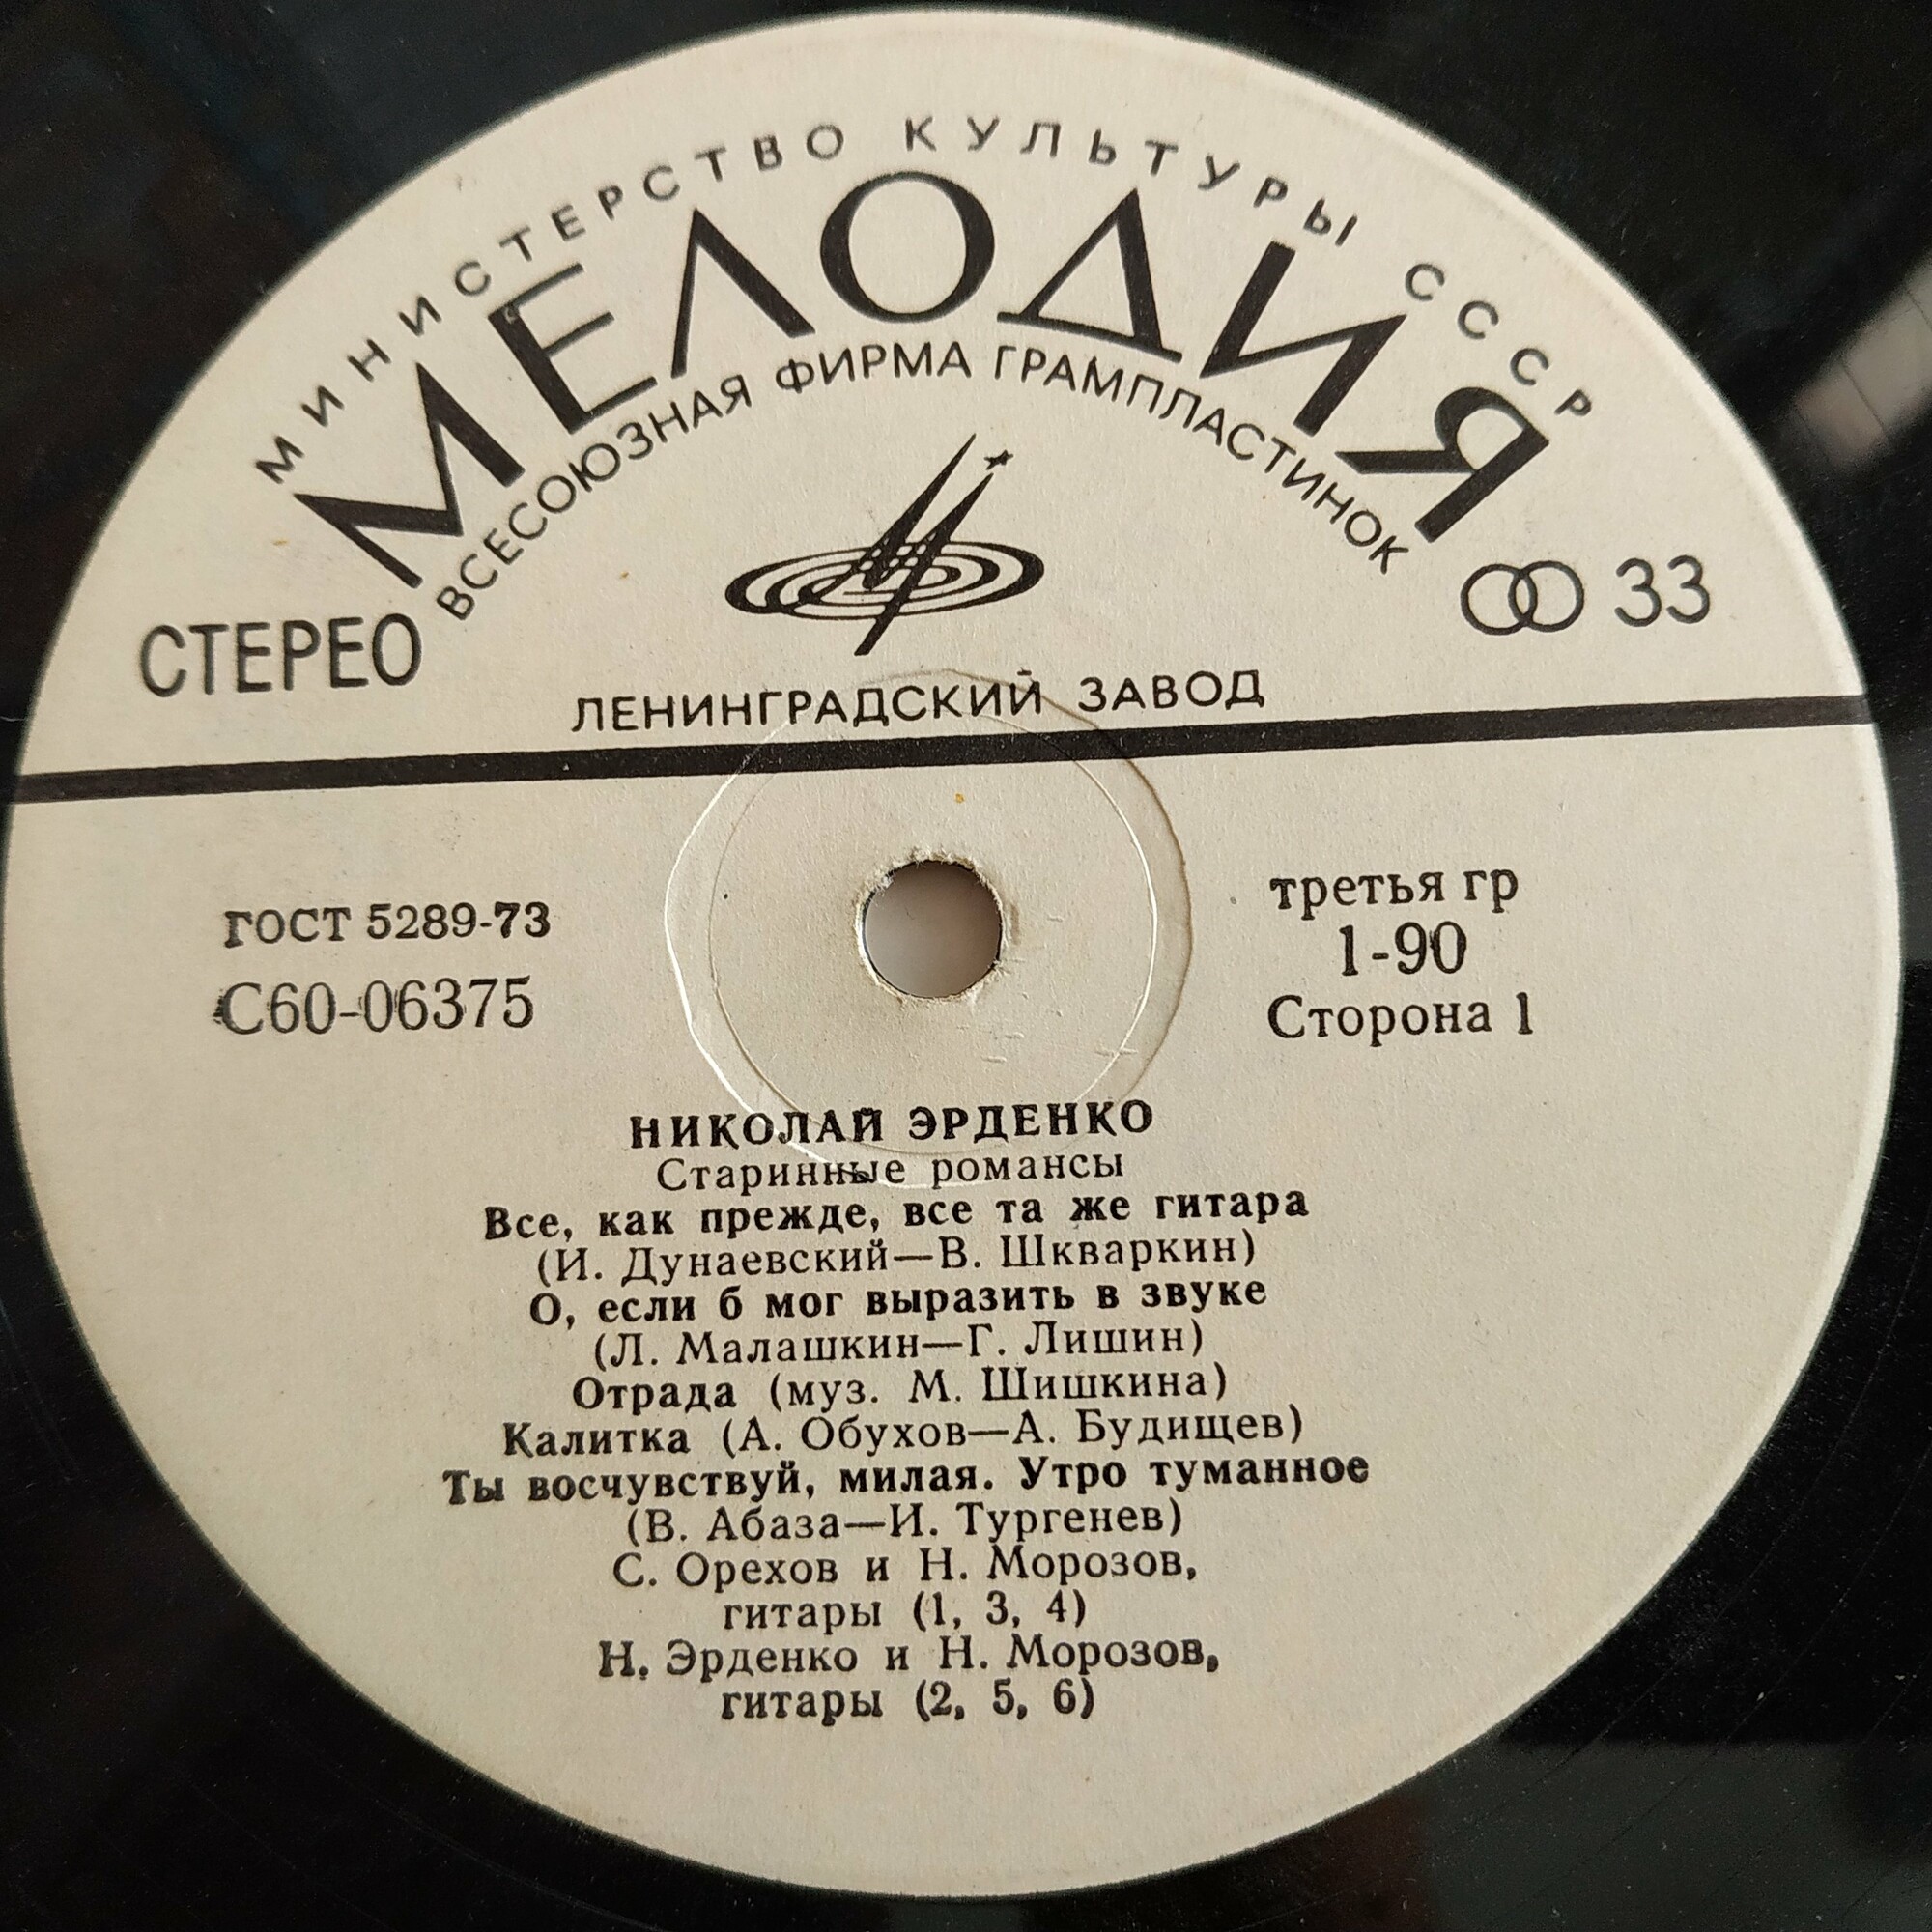 МИНИСТЕРСТВО КУЛЬТУРЫ СССР
МЕЛОДИЯ
ВСЕСОЮЗНАЯ ФИРМА ГРАМПЛАСТИНОК
СТЕРЕО
33
ЛЕНИНГРАДСКИЙ ЗАВОД
ГОСТ 5289-73
С60-06375
третья гр
1-90
Сторона 1
НИКОЛАЙ ЭРДЕНКО
Старинные романсы
Все, как прежде, все та же гитара
(И. Дунаевский—В. Шкваркин)
О, если б мог выразить в звуке
(Л. Малашкин—Г. Лишин)
Отрада (муз. М. Шишкина)
Калитка (А. Обухов—А. Будищев)
Ты восчувствуй, милая. Утро туманное
(В. Абаза—И. Тургенев)
С. Орехов и Н. Морозов,
гитары (1, 3, 4)
Н. Эрденко и Н. Морозов,
гитары (2, 5, 6)